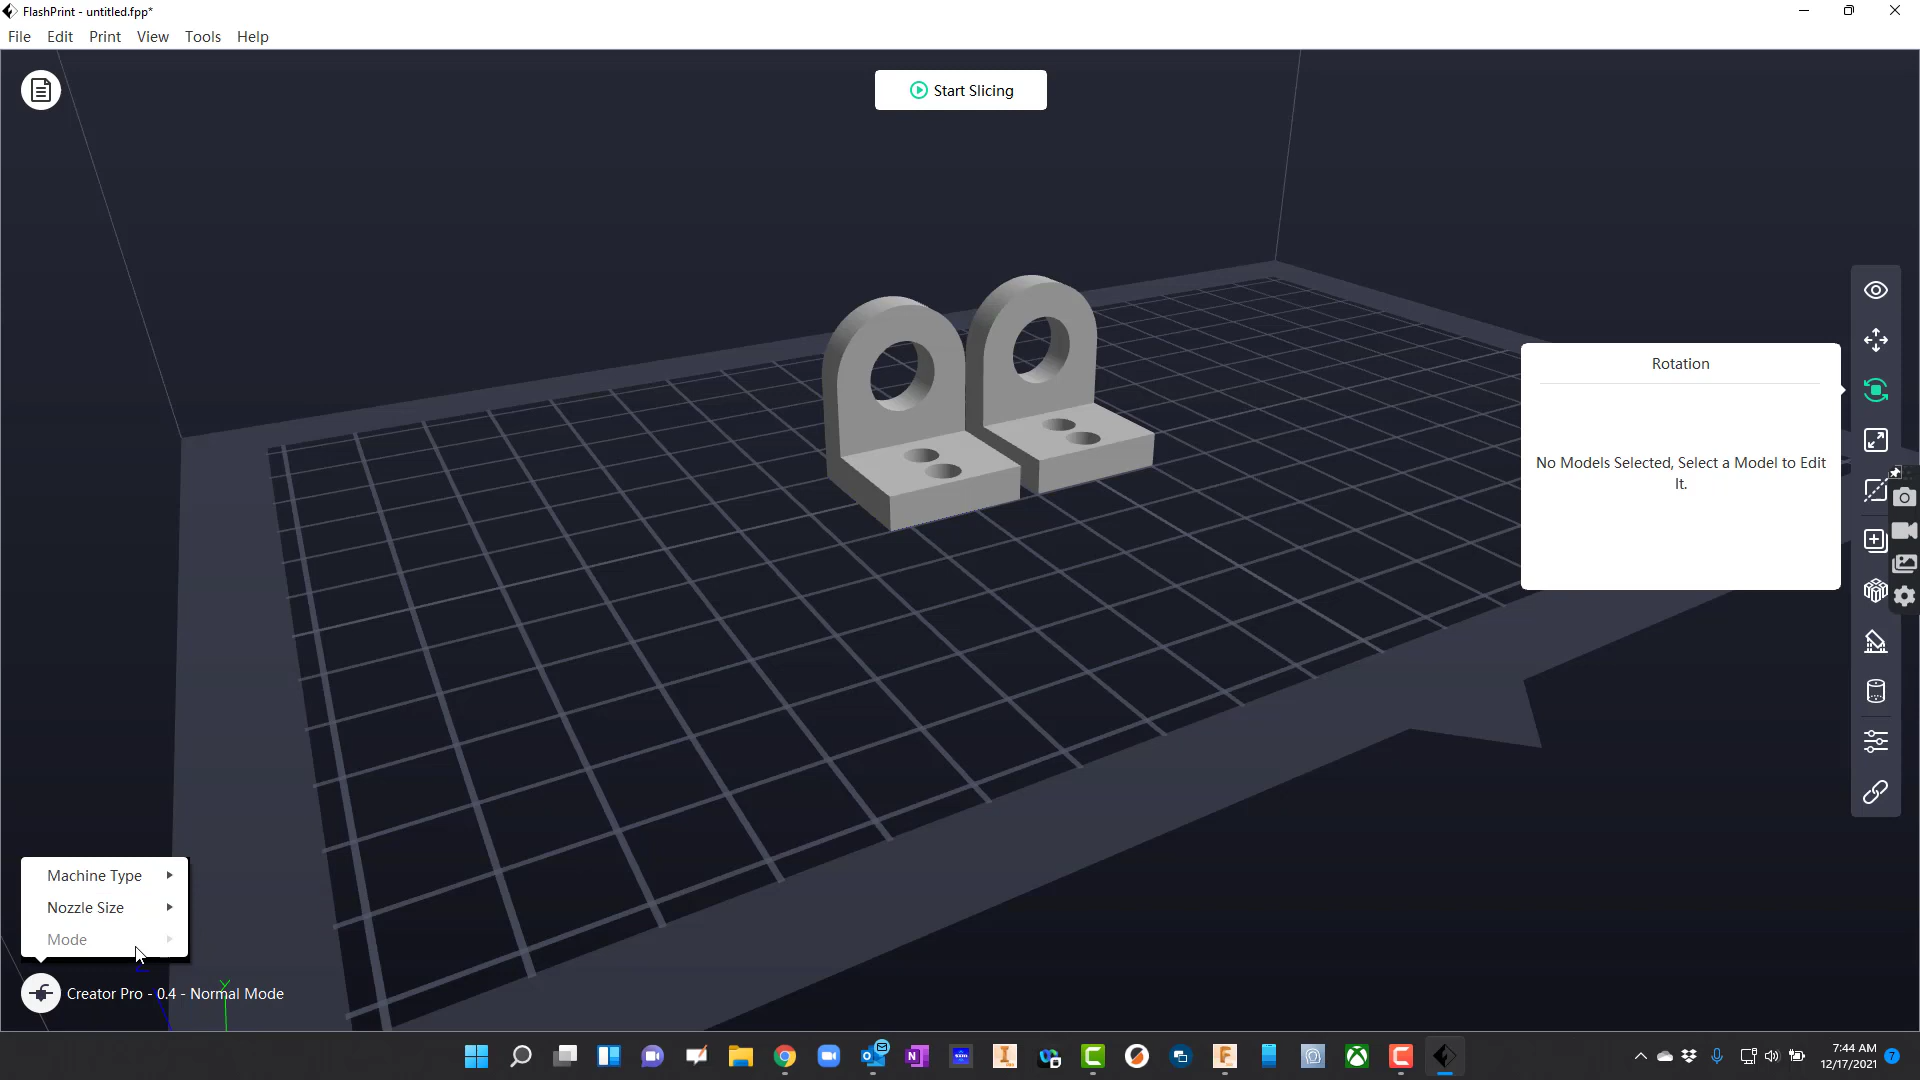 FlashPrint - untitled.fpp*
File Edit Print View Tools Help
Start Slicing
Rotation
No Models Selected, Select a Model to Edit
It.
Machine Type
Nozzle Size
Mode
Creator Pro - 0.4 - Normal Mode
7:44 AM
12/17/2021
7